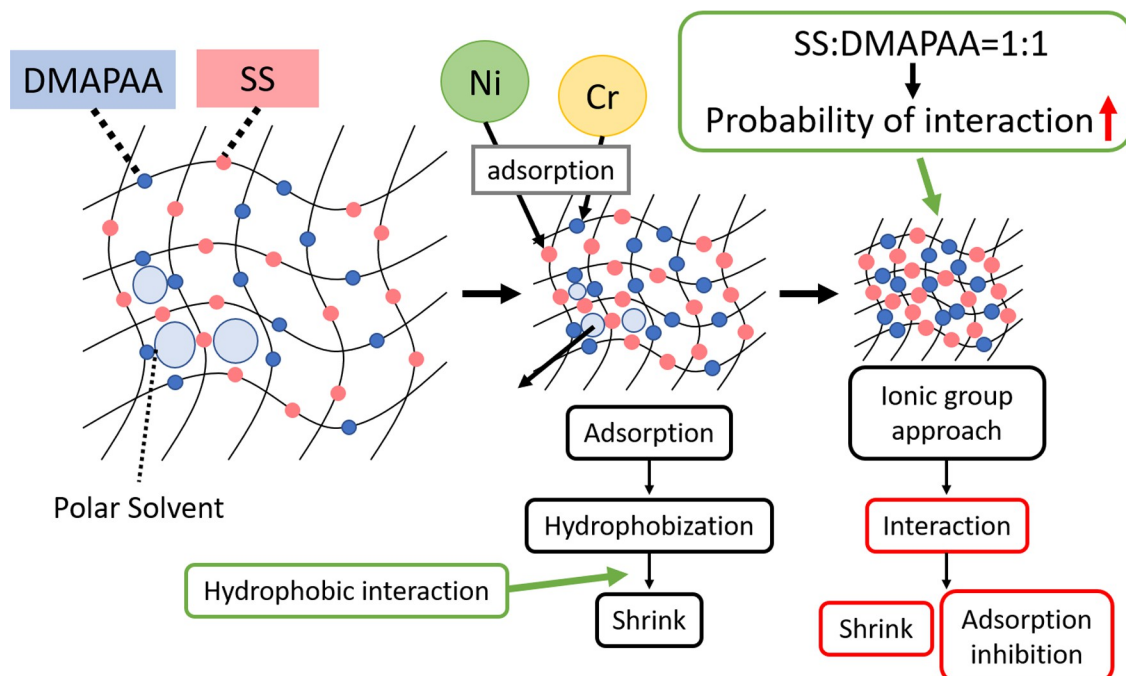 DMAPAA
SS
Ni
Cr
adsorption
SS:DMAPAA=1:1
Probability of interaction
Polar Solvent
Adsorption
Hydrophobization
Hydrophobic interaction
Shrink
Ionic group
approach
Interaction
Shrink
Adsorption
inhibition